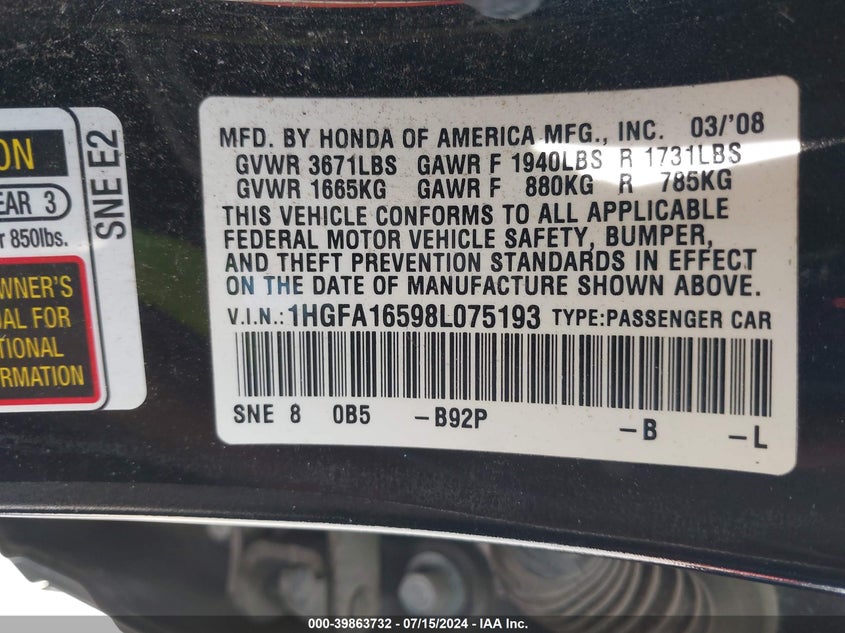 ON
EAR 3
r 850lbs.
WNER'S
AL FOR
TIONAL
RMATION
SNE E2
MFD. BY HONDA OF AMERICA MFG., INC. 03/'08
GVWR 3671LBS GAWR F 1940LBS R 1731LBS
GVWR 1665KG GAWR F 880KG R 785KG
THIS VEHICLE CONFORMS TO ALL APPLICABLE
FEDERAL MOTOR VEHICLE SAFETY, BUMPER,
AND THEFT PREVENTION STANDARDS IN EFFECT
ON THE DATE OF MANUFACTURE SHOWN ABOVE.
V.I.N.: 1HGFA16598L075193 TYPE:PASSENGER CAR
SNE 8 0B5 -B92P -B -L
000-39863732 - 07/15/2024 - IAA Inc.